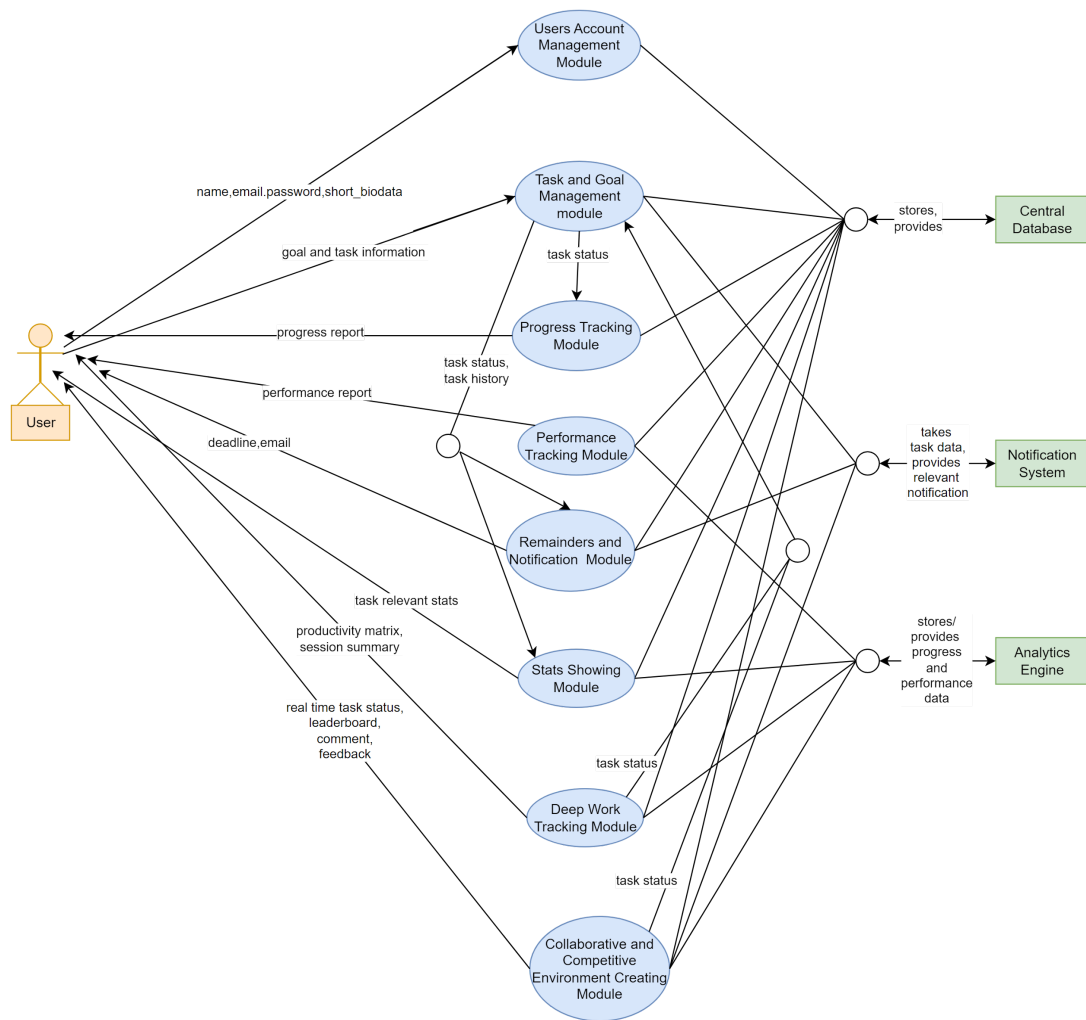 Users Account
Management
Module
name,email.password,short_biodata
Task and Goal
Management
module
stores,
provides
Central
Database
goal and task information
task status
progress report
Progress Tracking
Module
task status,
task history
performance report
User
deadline,email
Performance
Tracking Module
takes
task data,
provides
relevant
notification
Notification
System
Remainders and
Notification  Module
task relevant stats
productivity matrix,
session summary
Stats Showing
Module
stores/
provides
progress
and
performance
data
Analytics
Engine
real time task status,
leaderboard,
comment,
feedback
task status
Deep Work
Tracking Module
task status
Collaborative and
Competitive
Environment Creating
Module